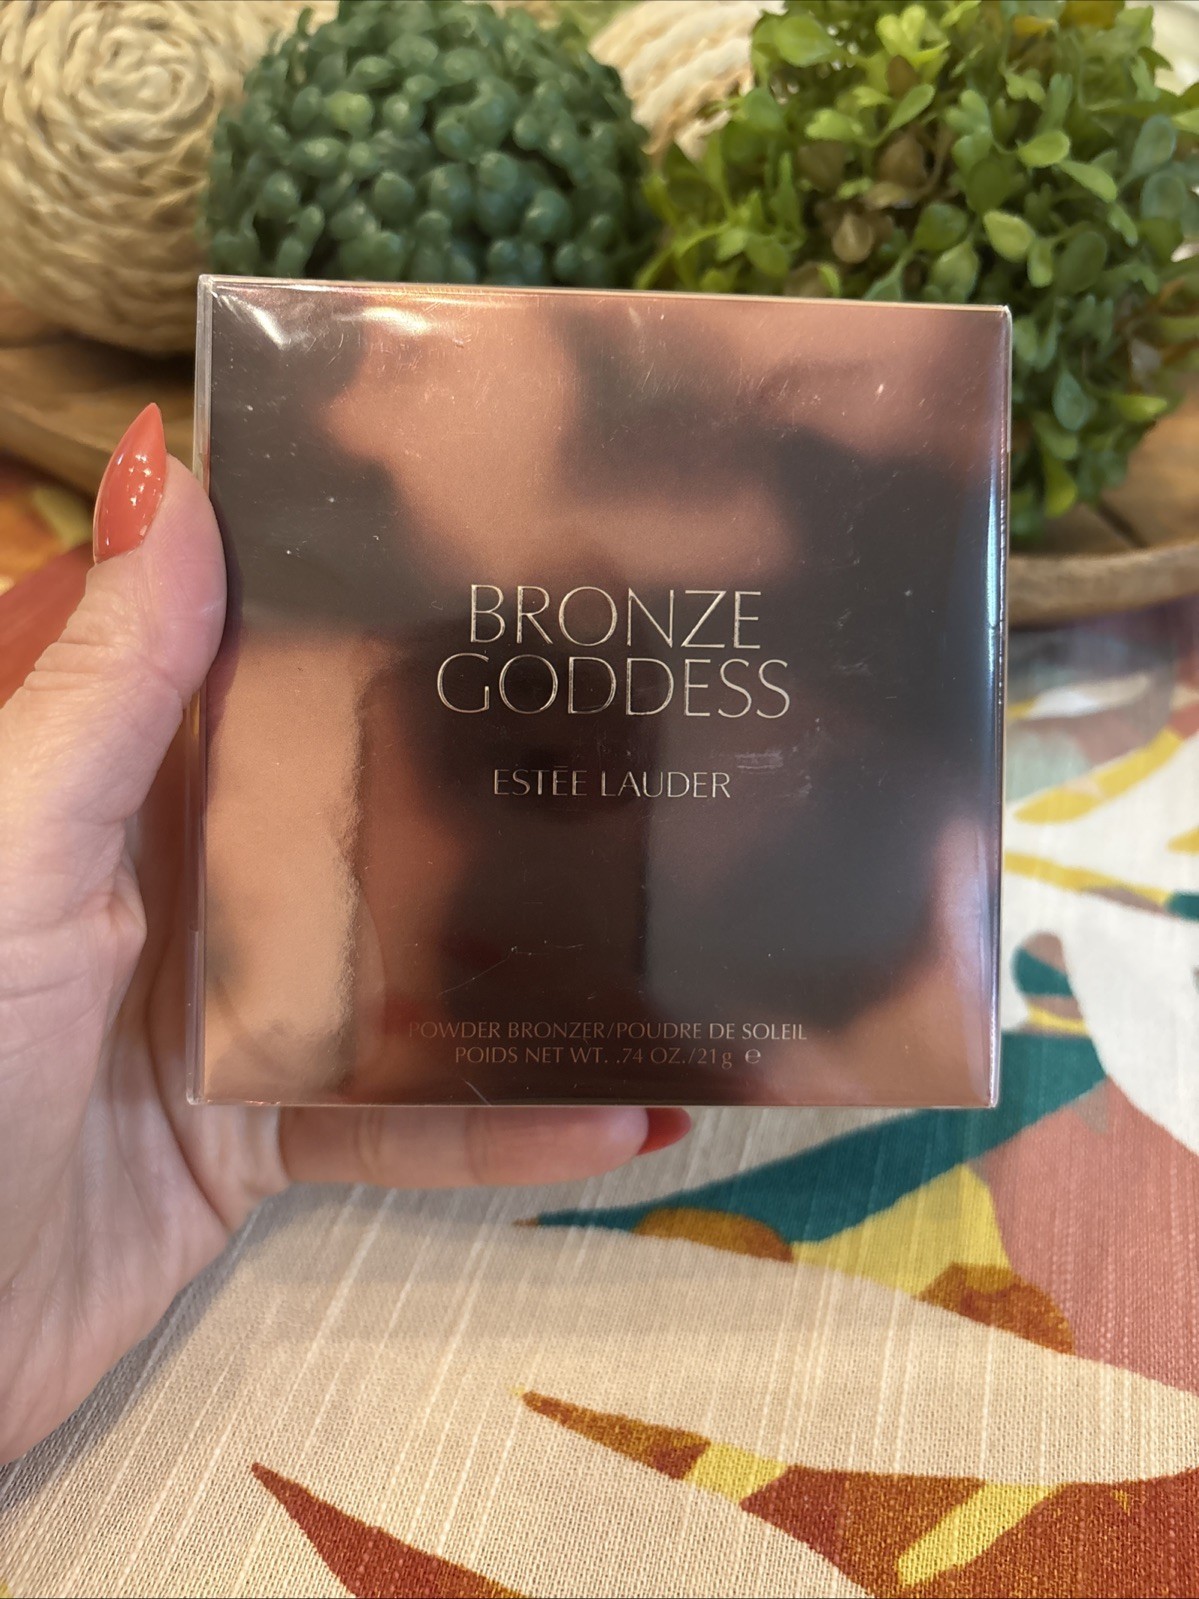 BRONZE
GODDESS
ESTĒE LAUDER
POWDER BRONZER/POUDRE DE SOLEIL
POIDS NET WT. .74 OZ./21g ℮